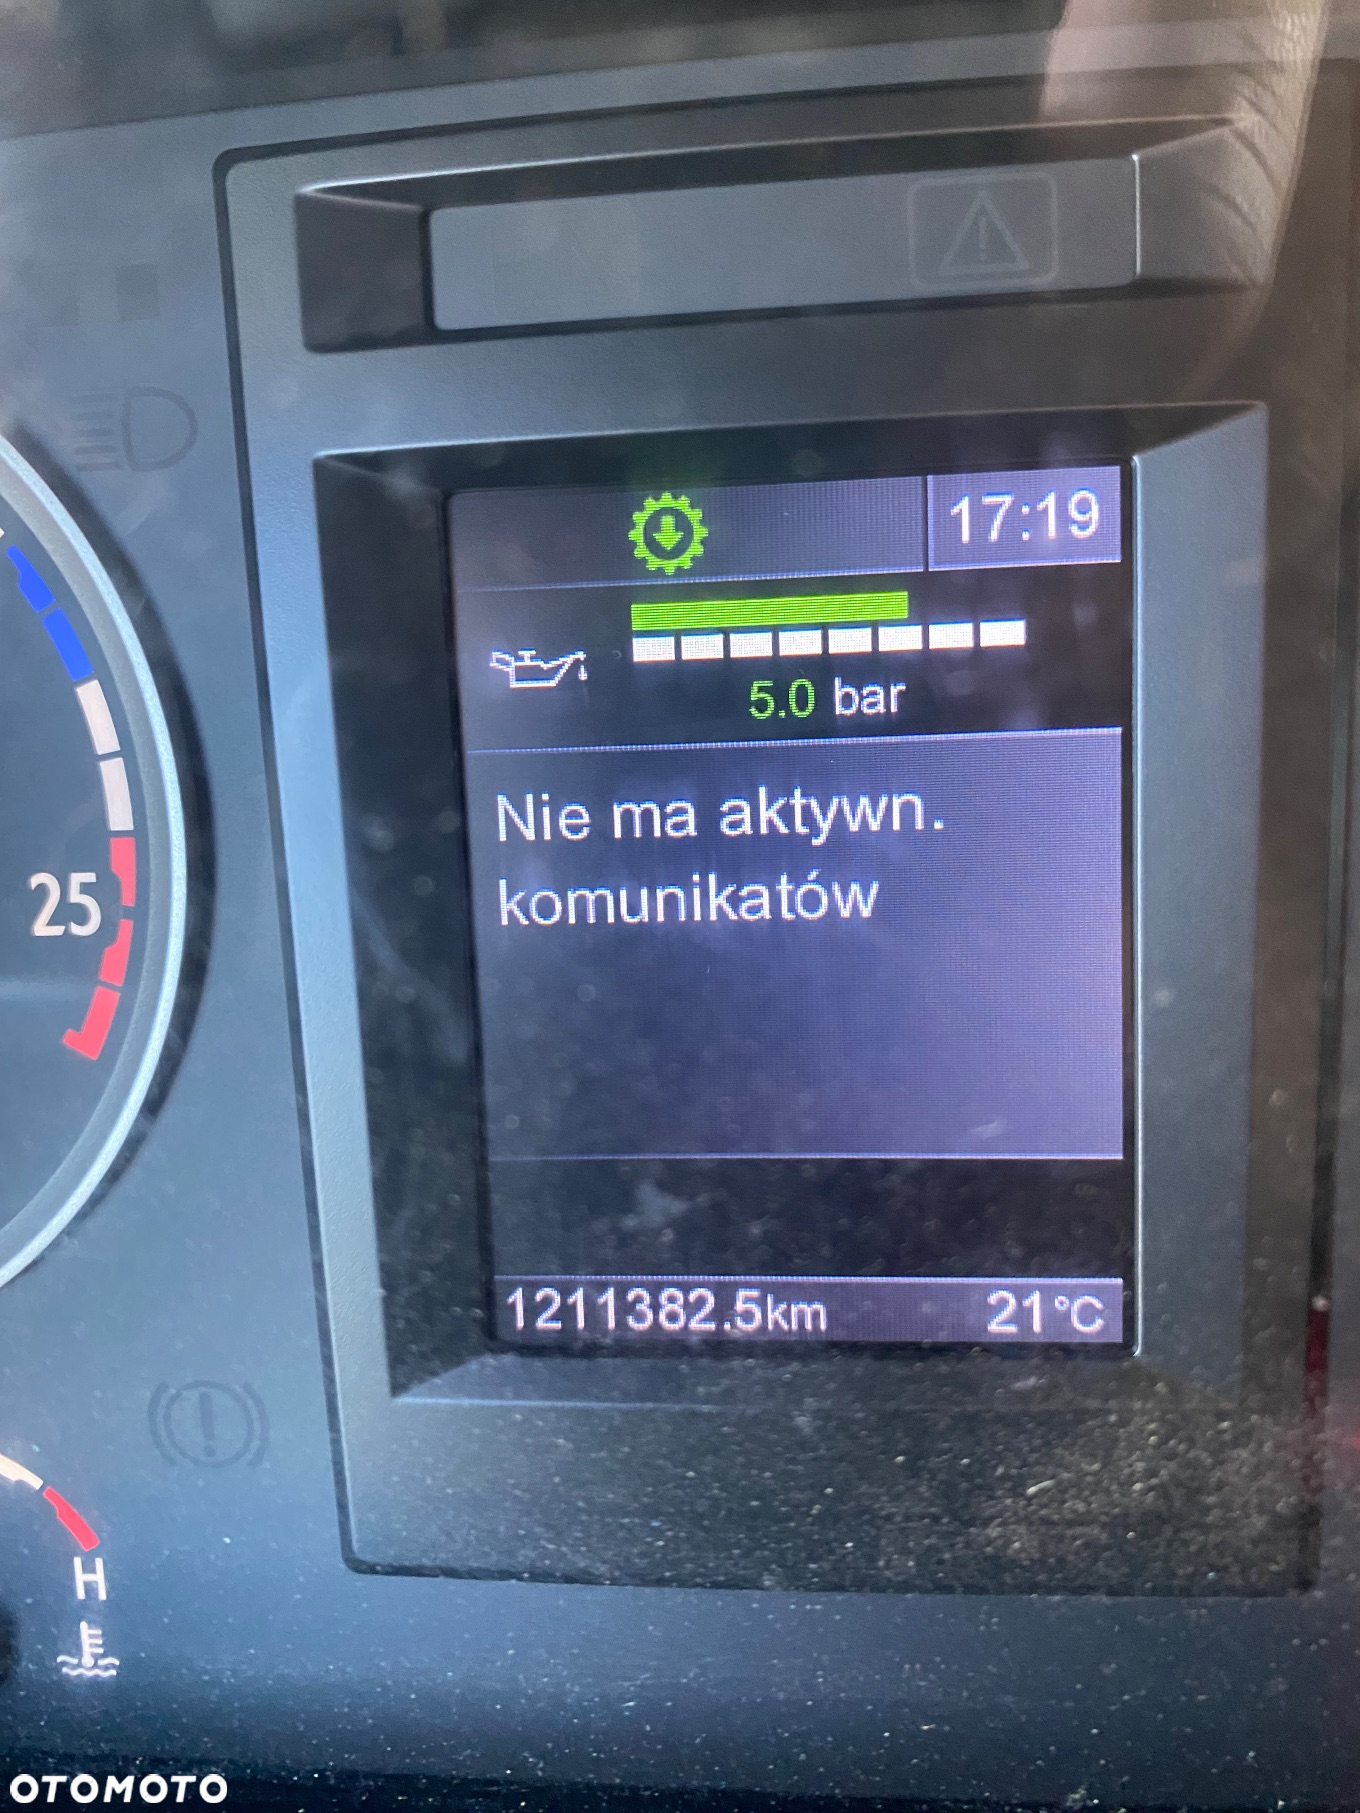 17:19
5.0 bar
Nie ma aktywn.
komunikatów
25
1211382.5km 21°C
H
OTOMOTO